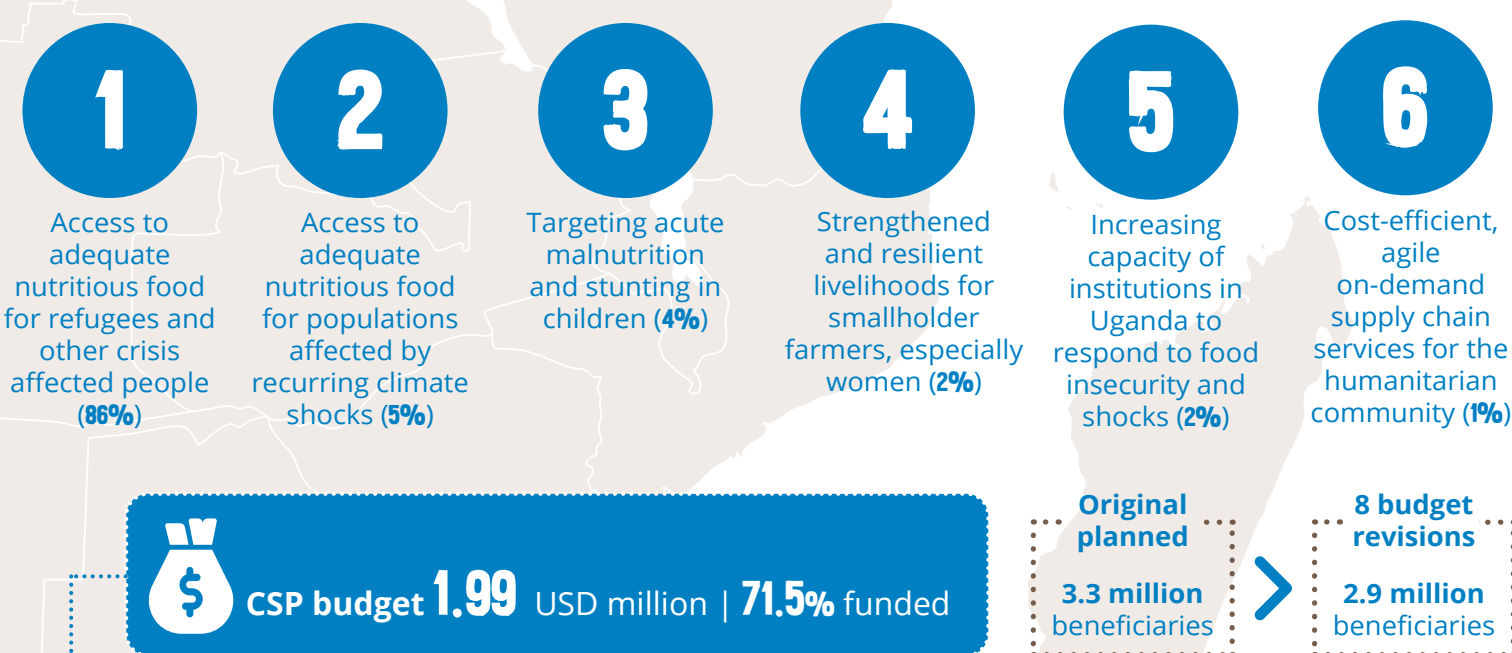 1
Access to
adequate
nutritious food
for refugees and
other crisis
affected people
(86%)
2
Access to
adequate
nutritious food
for populations
affected by
recurring climate
shocks (5%)
3
Targeting acute
malnutrition
and stunting in
children (4%)
4
Strengthened
and resilient
livelihoods for
smallholder
farmers, especially
women (2%)
5
Increasing
capacity of
institutions in
Uganda to
respond to food
insecurity and
shocks (2%)
6
Cost-efficient,
agile
on-demand
supply chain
services for the
humanitarian
community (1%)
$
CSP budget 1.99 USD million | 71.5% funded
Original
planned
3.3 million
beneficiaries
8 budget
revisions
2.9 million
beneficiaries